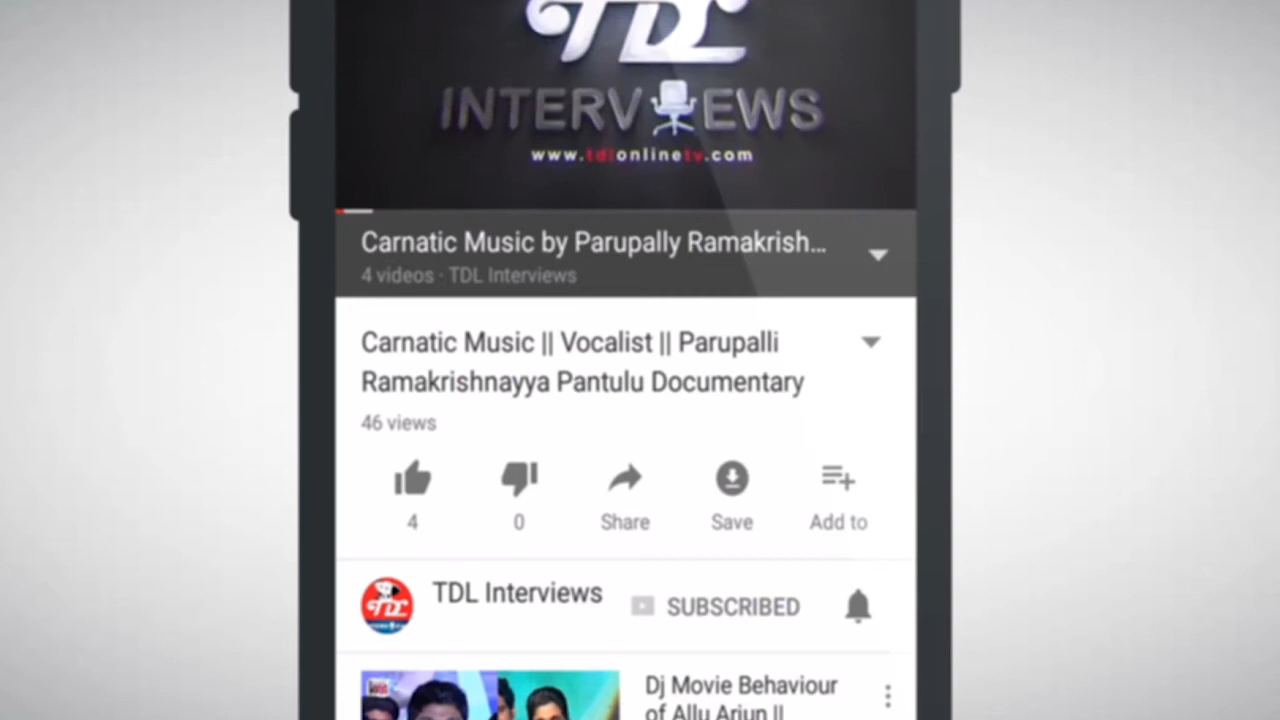 TDL
INTERVIEWS
www.tdlonlinetv.com
Carnatic Music by Parupally Ramakrish...
4 videos · TDL Interviews
Carnatic Music || Vocalist || Parupalli
Ramakrishnayya Pantulu Documentary
46 views
4
0
Share
Save
Add to
TDL
TDL Interviews
SUBSCRIBED
Dj Movie Behaviour
of Allu Arjun ||